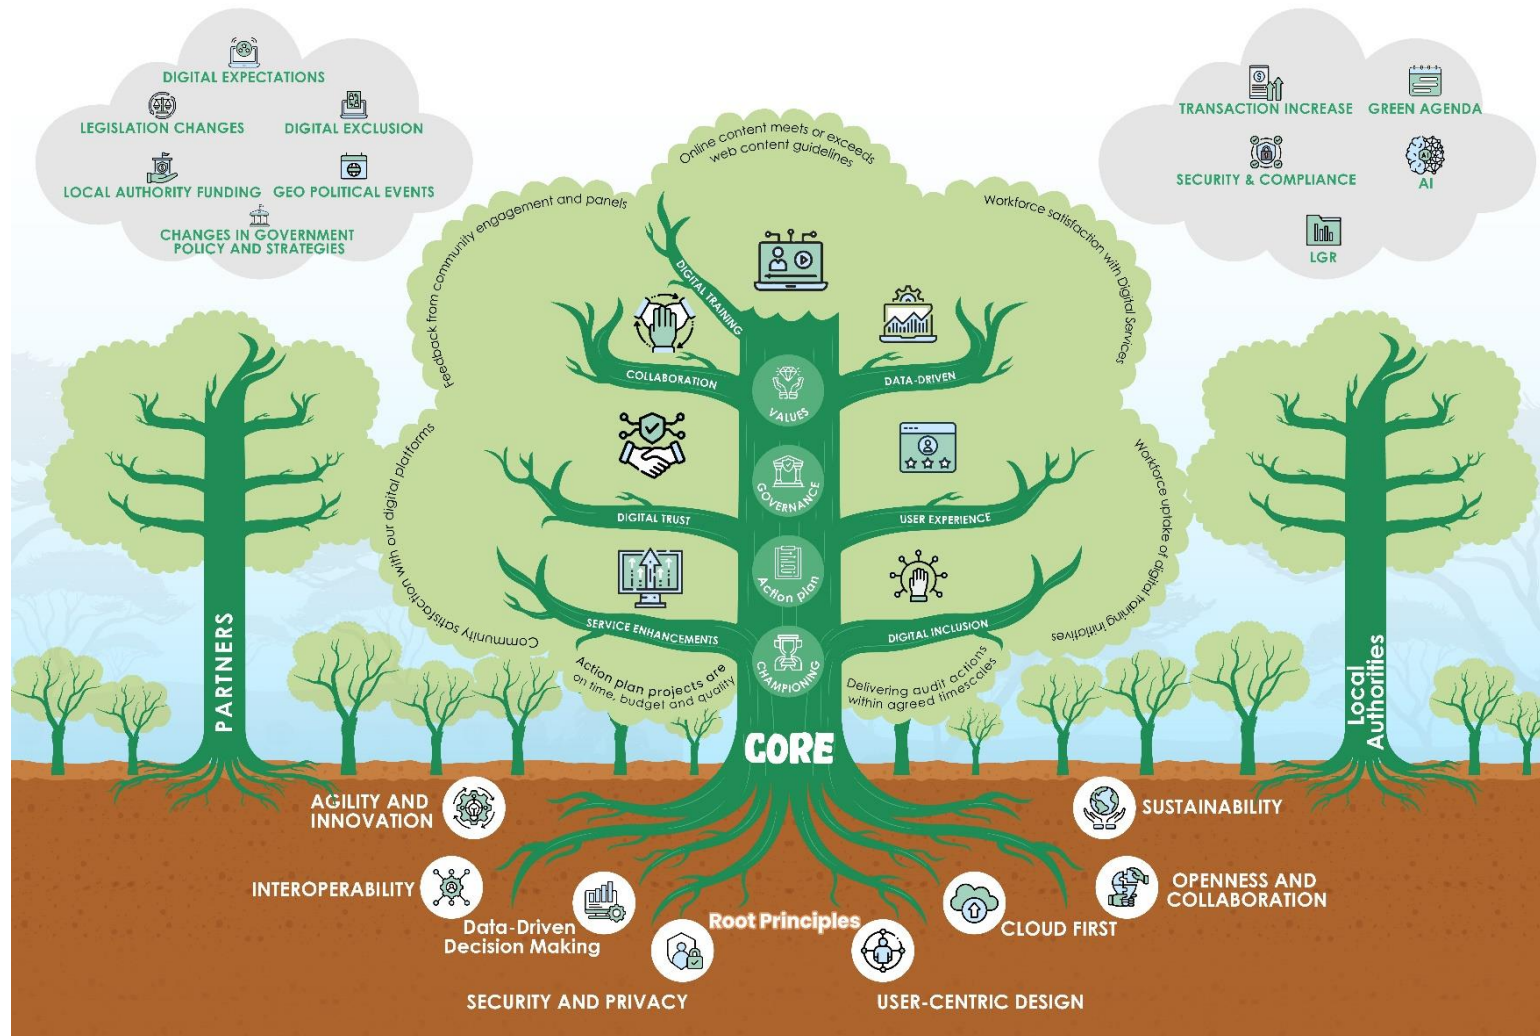 DIGITAL EXPECTATIONS
LEGISLATION CHANGES
DIGITAL EXCLUSION
LOCAL AUTHORITY FUNDING
GEO POLITICAL EVENTS
CHANGES IN GOVERNMENT
POLICY AND STRATEGIES
TRANSACTION INCREASE
GREEN AGENDA
SECURITY & COMPLIANCE
AI
AI
LGR
Online content meets or exceeds
web content guidelines
Feedback from community engagement and panels
Workforce satisfaction with Digital Services
Community satisfaction with our digital platforms
Workforce uptake of digital training initiatives
Action plan projects are
on time, budget and quality
Delivering audit actions
within agreed timescales
DIGITAL TRAINING
COLLABORATION
DATA-DRIVEN
DIGITAL TRUST
USER EXPERIENCE
SERVICE ENHANCEMENTS
DIGITAL INCLUSION
VALUES
GOVERNANCE
Action plan
CHAMPIONING
CORE
PARTNERS
Local
Authorities
AGILITY AND
INNOVATION
SUSTAINABILITY
INTEROPERABILITY
OPENNESS AND
COLLABORATION
Data-Driven
Decision Making
Root Principles
CLOUD FIRST
SECURITY AND PRIVACY
USER-CENTRIC DESIGN